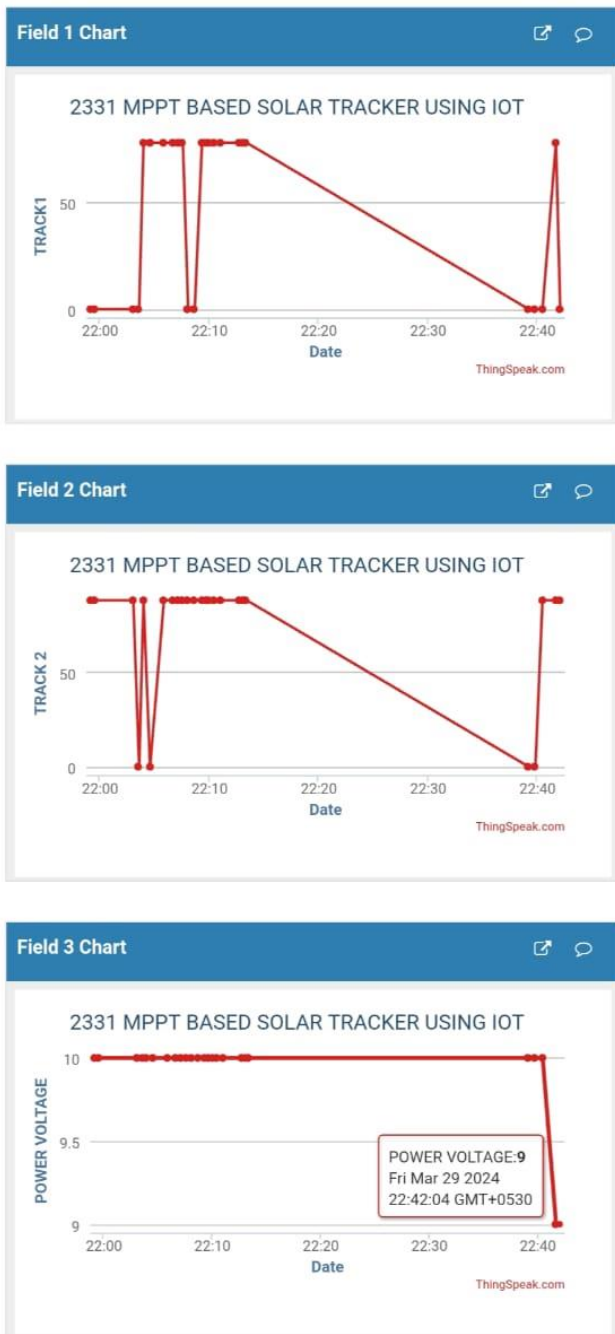 Field 1 Chart
2331 MPPT BASED SOLAR TRACKER USING IOT
TRACK1
50
0
22:00 22:10 22:20 22:30 22:40
Date
ThingSpeak.com
Field 2 Chart
2331 MPPT BASED SOLAR TRACKER USING IOT
TRACK 2
50
0
22:00 22:10 22:20 22:30 22:40
Date
ThingSpeak.com
Field 3 Chart
2331 MPPT BASED SOLAR TRACKER USING IOT
POWER VOLTAGE
10
9.5
9
POWER VOLTAGE:9
Fri Mar 29 2024
22:42:04 GMT+0530
22:00 22:10 22:20 22:30 22:40
Date
ThingSpeak.com